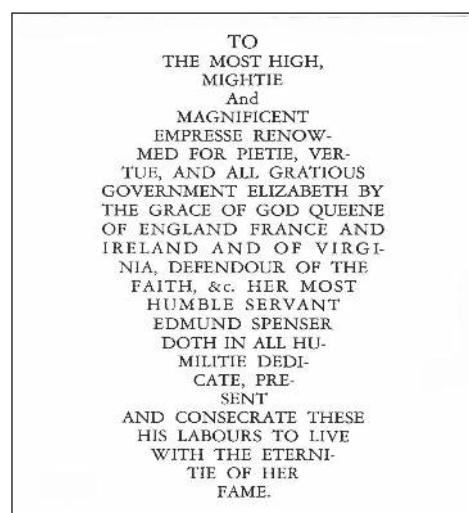 TO
THE MOST HIGH,
MIGHTIE
And
MAGNIFICENT
EMPRESSE RENOW-
MED FOR PIETIE, VER-
TUE, AND ALL GRATIOUS
GOVERNMENT ELIZABETH BY
THE GRACE OF GOD QUEENE
OF ENGLAND FRANCE AND
IRELAND AND OF VIRGI-
NIA, DEFENDOUR OF THE
FAITH, &c. HER MOST
HUMBLE SERVANT
EDMUND SPENSER
DOTH IN ALL HU-
MILITIE DEDI-
CATE, PRE-
SENT
AND CONSECRATE THESE
HIS LABOURS TO LIVE
WITH THE ETERNI-
TIE OF HER
FAME.